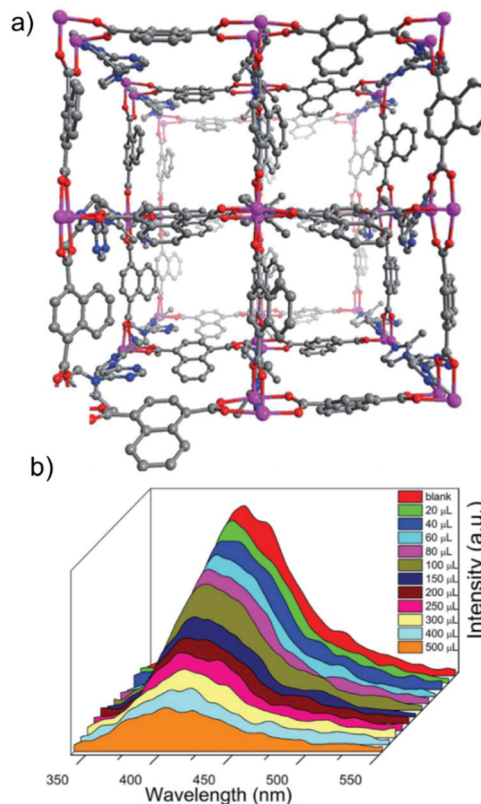 a)
b)
blank
20 µL
40 µL
60 µL
80 µL
100 µL
150 µL
200 µL
250 µL
300 µL
400 µL
500 µL
Intensity (a.u.)
350 400 450 500 550
Wavelength (nm)